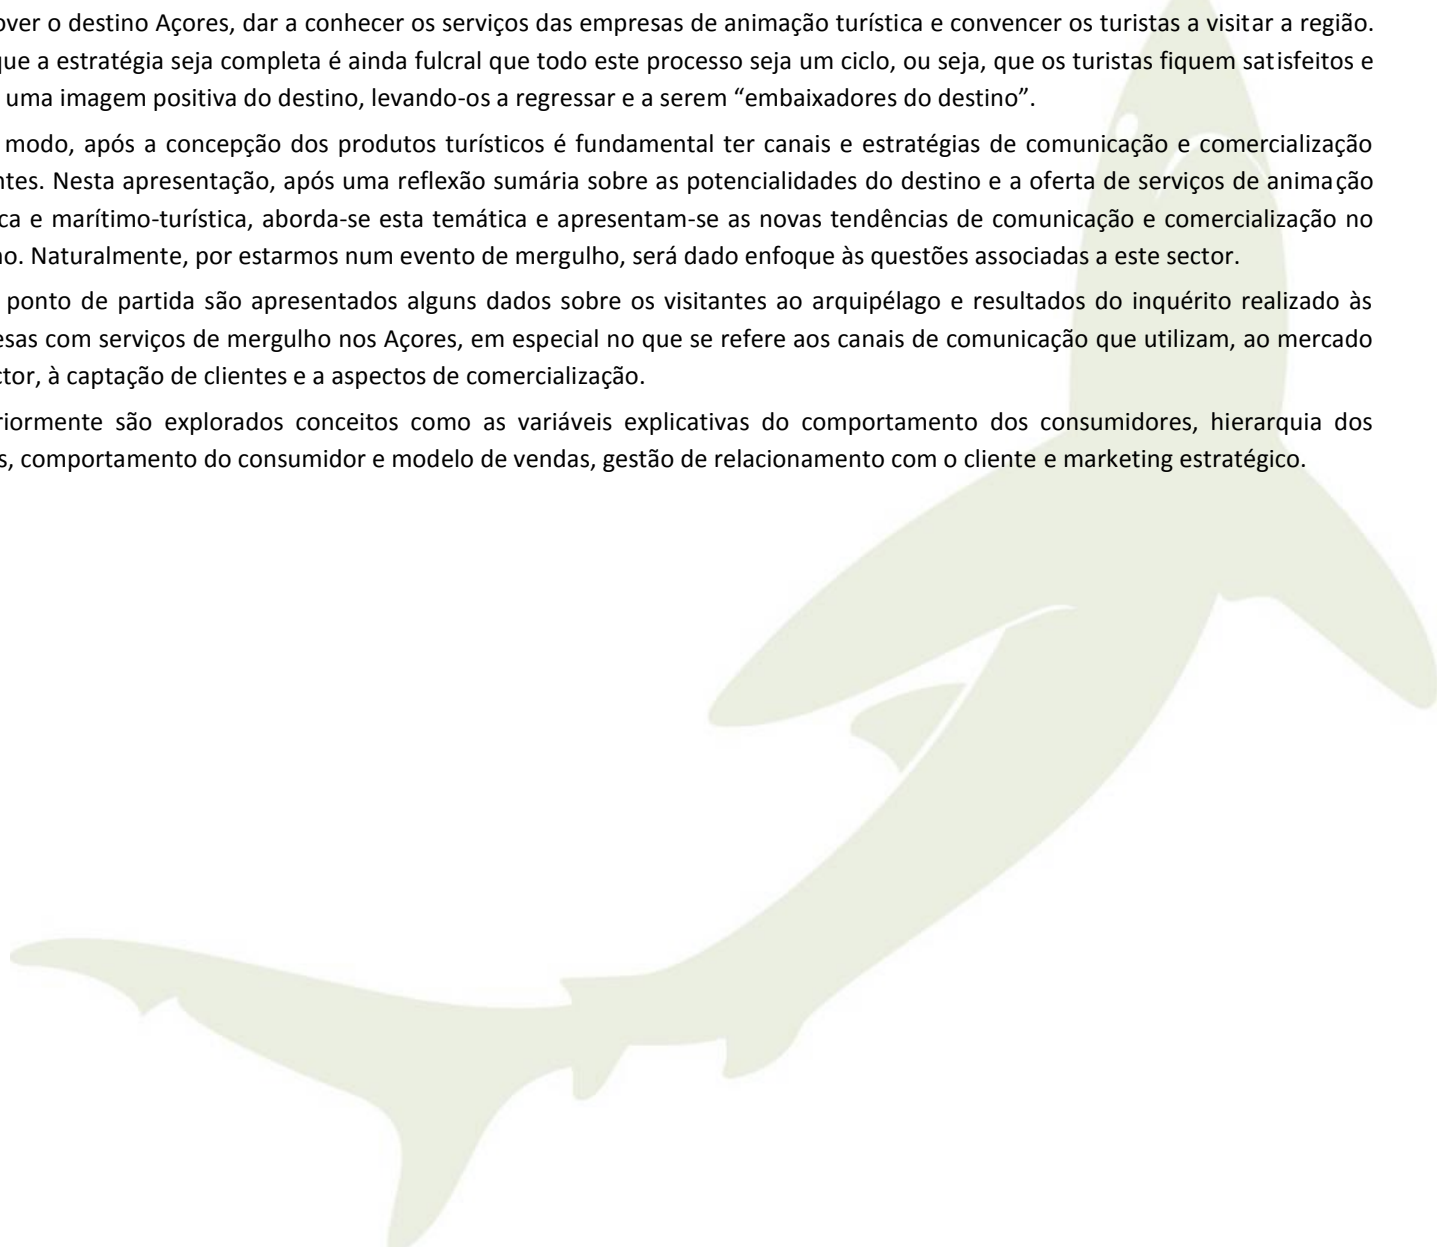 over o destino Açores, dar a conhecer os serviços das empresas de animação turística e convencer os turistas a visitar a região.
que a estratégia seja completa é ainda fulcral que todo este processo seja um ciclo, ou seja, que os turistas fiquem satisfeitos e
uma imagem positiva do destino, levando-os a regressar e a serem “embaixadores do destino”.
modo, após a concepção dos produtos turísticos é fundamental ter canais e estratégias de comunicação e comercialização
ntes. Nesta apresentação, após uma reflexão sumária sobre as potencialidades do destino e a oferta de serviços de animação
ca e marítimo-turística, aborda-se esta temática e apresentam-se as novas tendências de comunicação e comercialização no
no. Naturalmente, por estarmos num evento de mergulho, será dado enfoque às questões associadas a este sector.
ponto de partida são apresentados alguns dados sobre os visitantes ao arquipélago e resultados do inquérito realizado às
esas com serviços de mergulho nos Açores, em especial no que se refere aos canais de comunicação que utilizam, ao mercado
ctor, à captação de clientes e a aspectos de comercialização.
riormente são explorados conceitos como as variáveis explicativas do comportamento dos consumidores, hierarquia dos
s, comportamento do consumidor e modelo de vendas, gestão de relacionamento com o cliente e marketing estratégico.